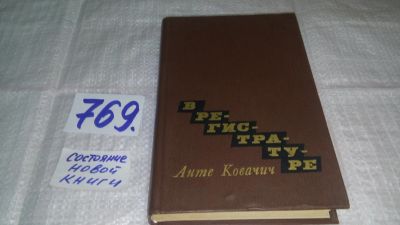 769.
СОСТОЯНИЕ
НОВОЙ
КНИГИ
В
РЕ-
ГИС-
ТРА-
ТУ-
РЕ
Анте Ковачич